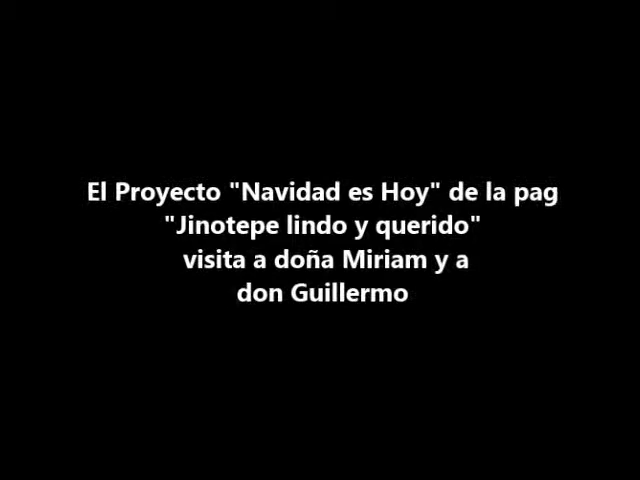 El Proyecto "Navidad es Hoy" de la pag
"Jinotepe lindo y querido"
visita a doña Miriam y a
don Guillermo